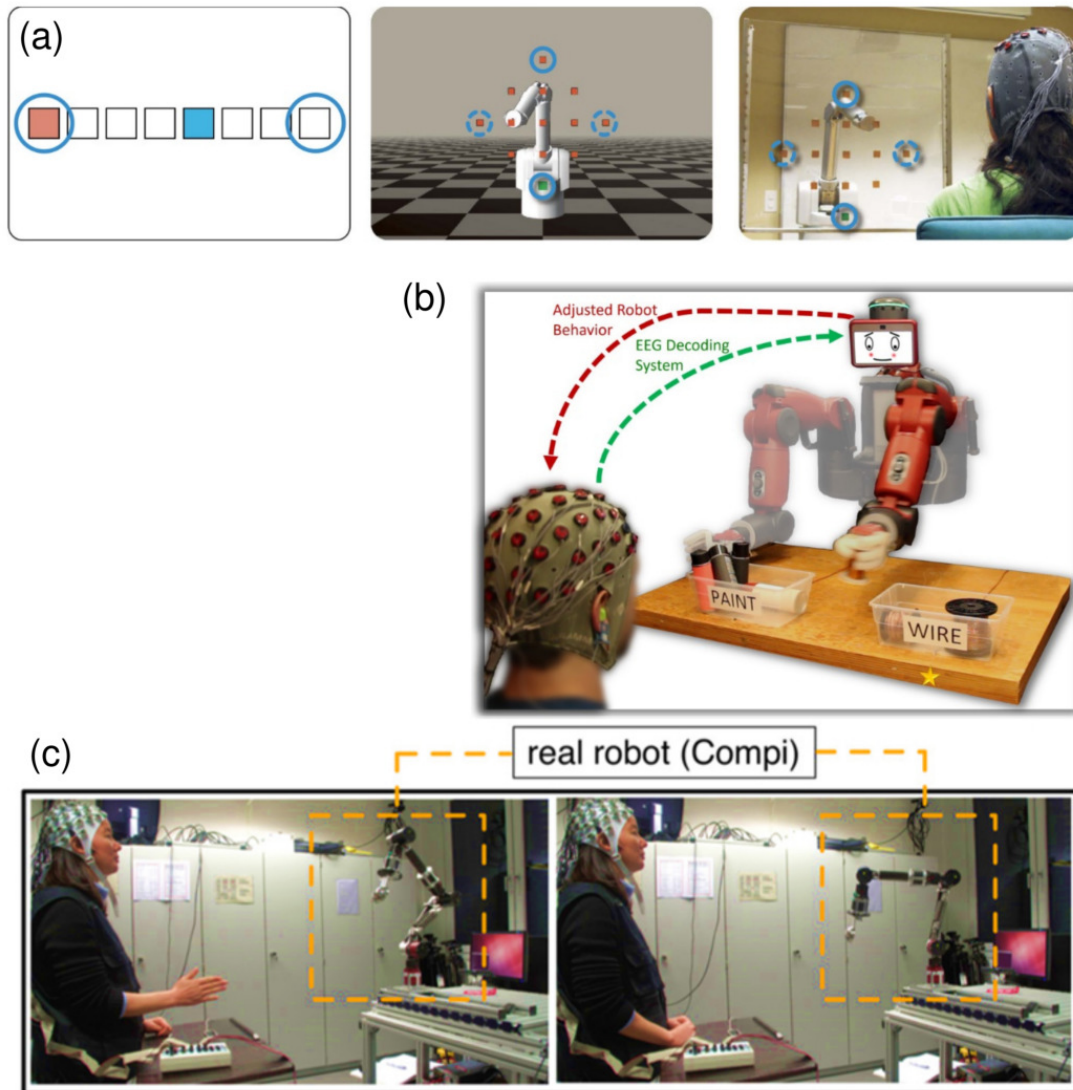 (a)
(b)
Adjusted Robot
Behavior
EEG Decoding
System
PAINT
WIRE
(c)
real robot (Compi)